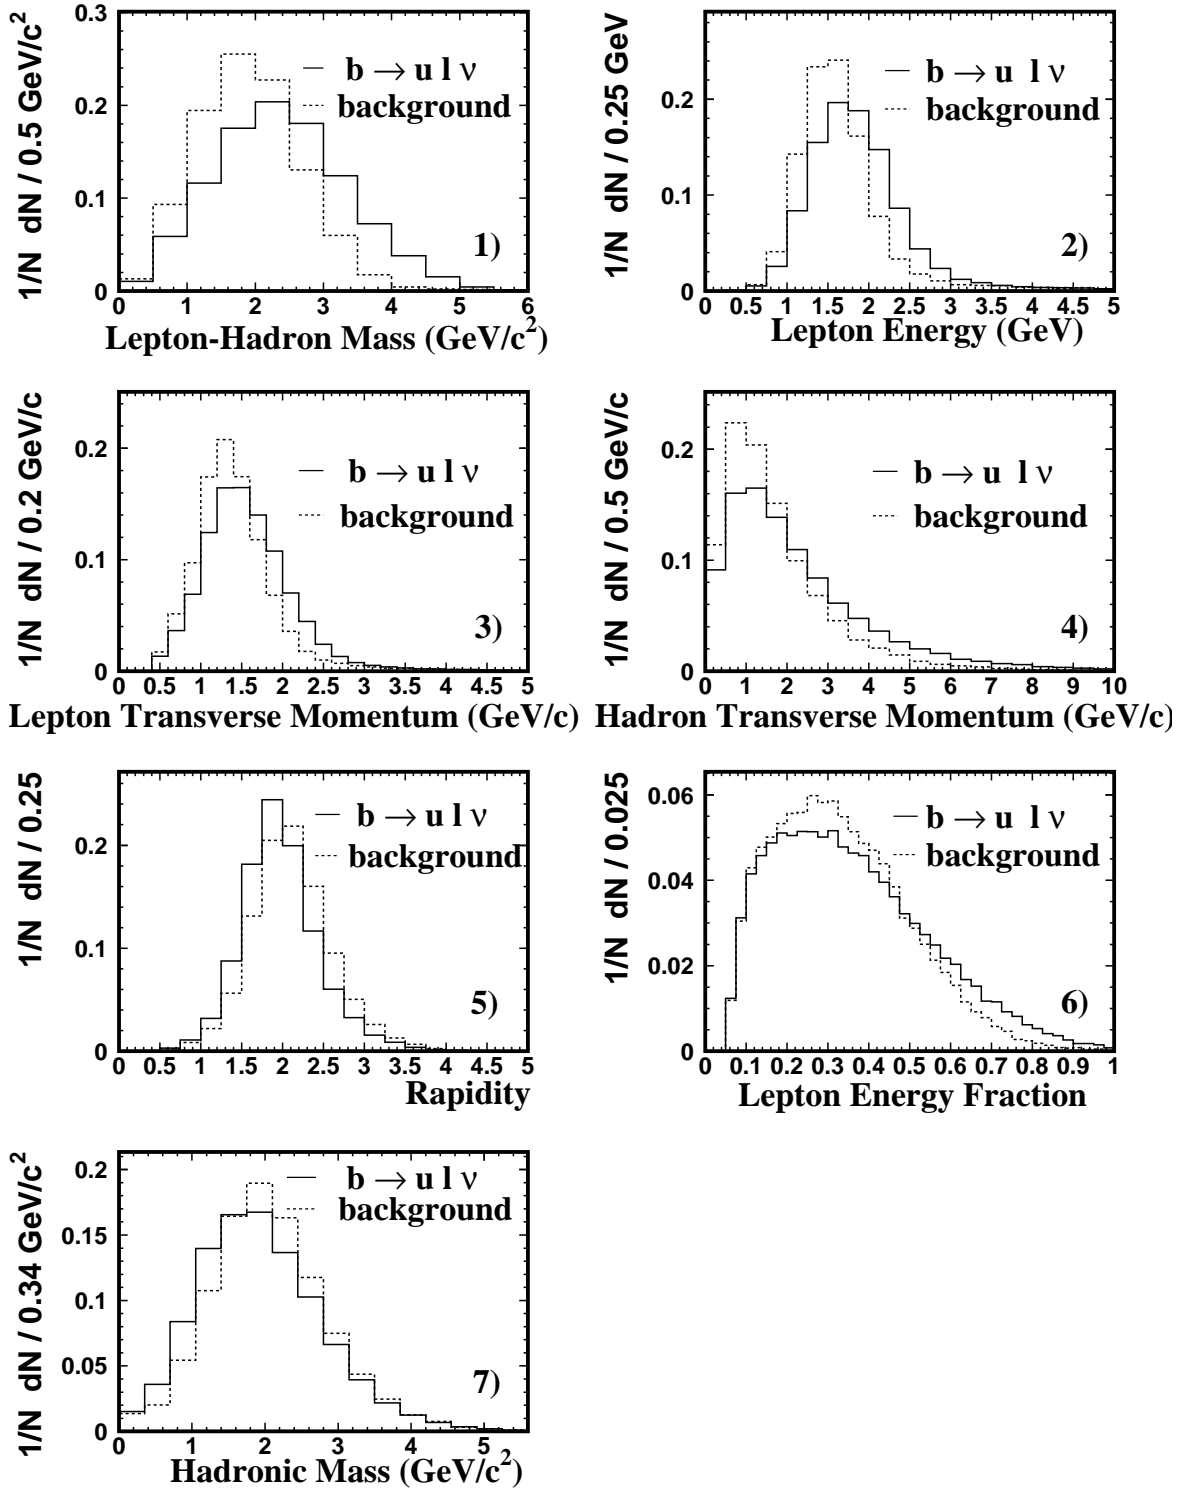 1/N dN / 0.5 GeV/c²
0.3
0.2
0.1
0
b → u l ν
background
1)
0 1 2 3 4 5 6
Lepton-Hadron Mass (GeV/c²)
1/N dN / 0.25 GeV
0.2
0.1
0
b → u l ν
background
2)
0 0.5 1 1.5 2 2.5 3 3.5 4 4.5 5
Lepton Energy (GeV)
1/N dN / 0.2 GeV/c
0.2
0.1
0
b → u l ν
background
3)
0 0.5 1 1.5 2 2.5 3 3.5 4 4.5 5
Lepton Transverse Momentum (GeV/c)
1/N dN / 0.5 GeV/c
0.2
0.1
0
b → u l ν
background
4)
0 1 2 3 4 5 6 7 8 9 10
Hadron Transverse Momentum (GeV/c)
1/N dN / 0.25
0.2
0.1
0
b → u l ν
background
5)
0 0.5 1 1.5 2 2.5 3 3.5 4 4.5 5
Rapidity
1/N dN / 0.025
0.06
0.04
0.02
0
b → u l ν
background
6)
0 0.1 0.2 0.3 0.4 0.5 0.6 0.7 0.8 0.9 1
Lepton Energy Fraction
1/N dN / 0.34 GeV/c²
0.2
0.15
0.1
0.05
0
b → u l ν
background
7)
0 1 2 3 4 5
Hadronic Mass (GeV/c²)